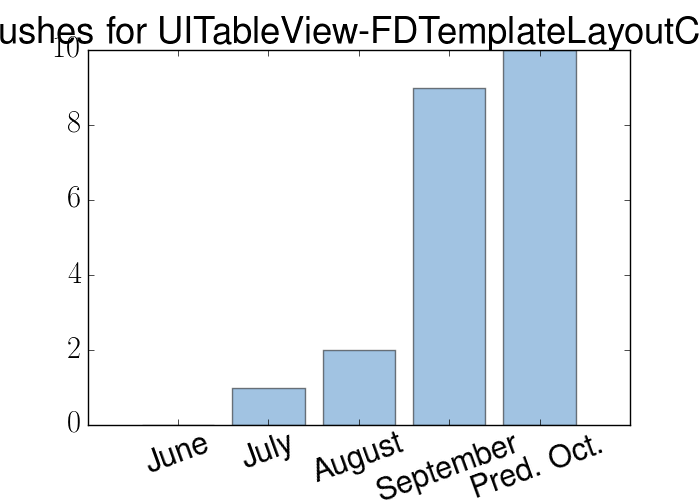 ushes for UITableView-FDTemplateLayoutC
10
8
6
4
2
0
June
July
August
September
Pred. Oct.